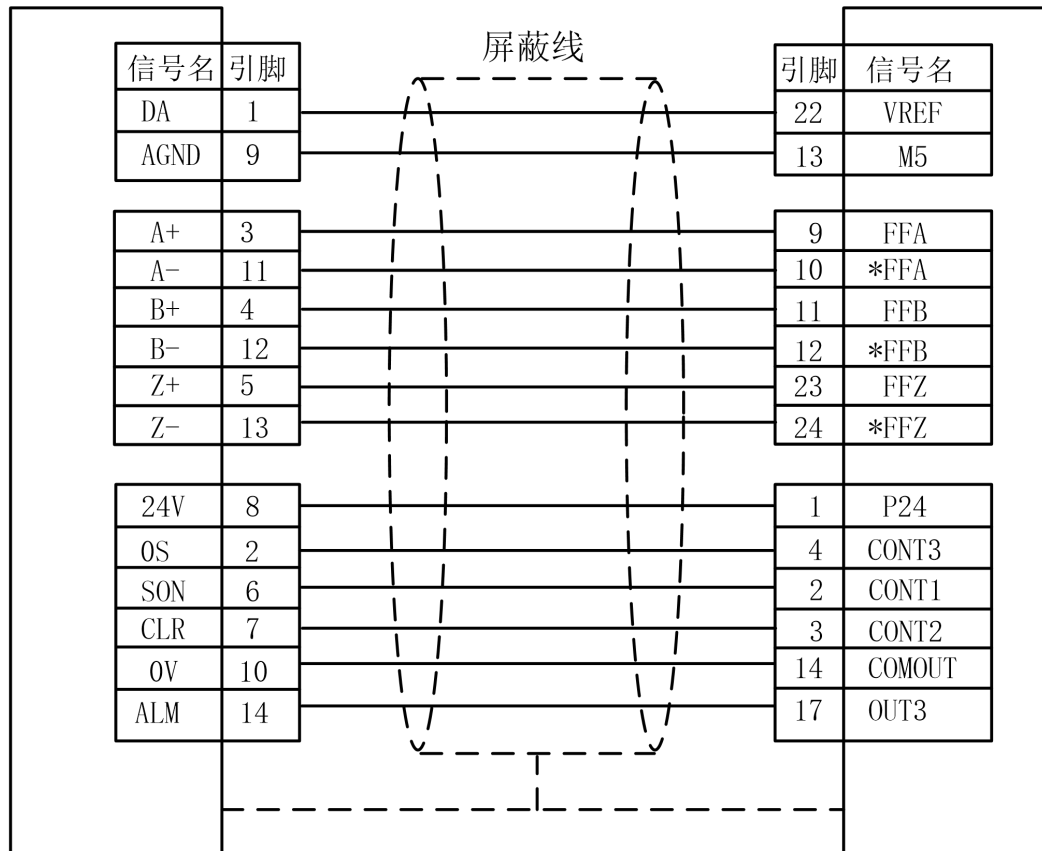 屏蔽线
信号名 引脚 引脚 信号名
DA 1 22 VREF
AGND 9 13 M5
A+ 3 9 FFA
A- 11 10 *FFA
B+ 4 11 FFB
B- 12 12 *FFB
Z+ 5 23 FFZ
Z- 13 24 *FFZ
24V 8 1 P24
OS 2 4 CONT3
SON 6 2 CONT1
CLR 7 3 CONT2
0V 10 14 COMOUT
ALM 14 17 OUT3